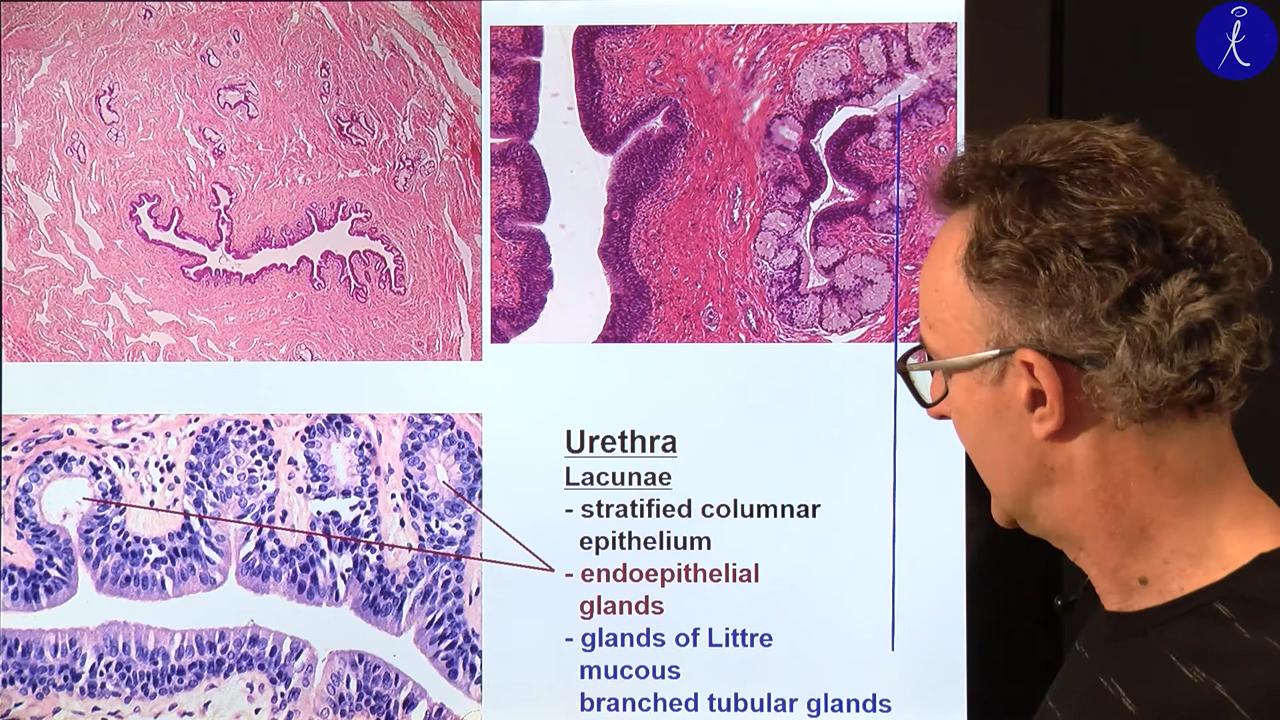 Urethra
Lacunae
- stratified columnar
epithelium
- endoepithelial
glands
- glands of Littre
mucous
branched tubular glands